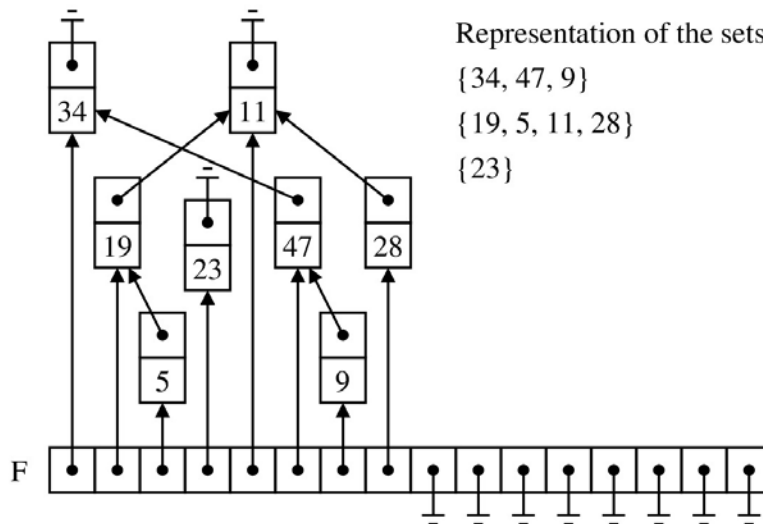 Representation of the sets
{34, 47, 9}
{19, 5, 11, 28}
{23}
34
11
19
23
47
28
5
9
F